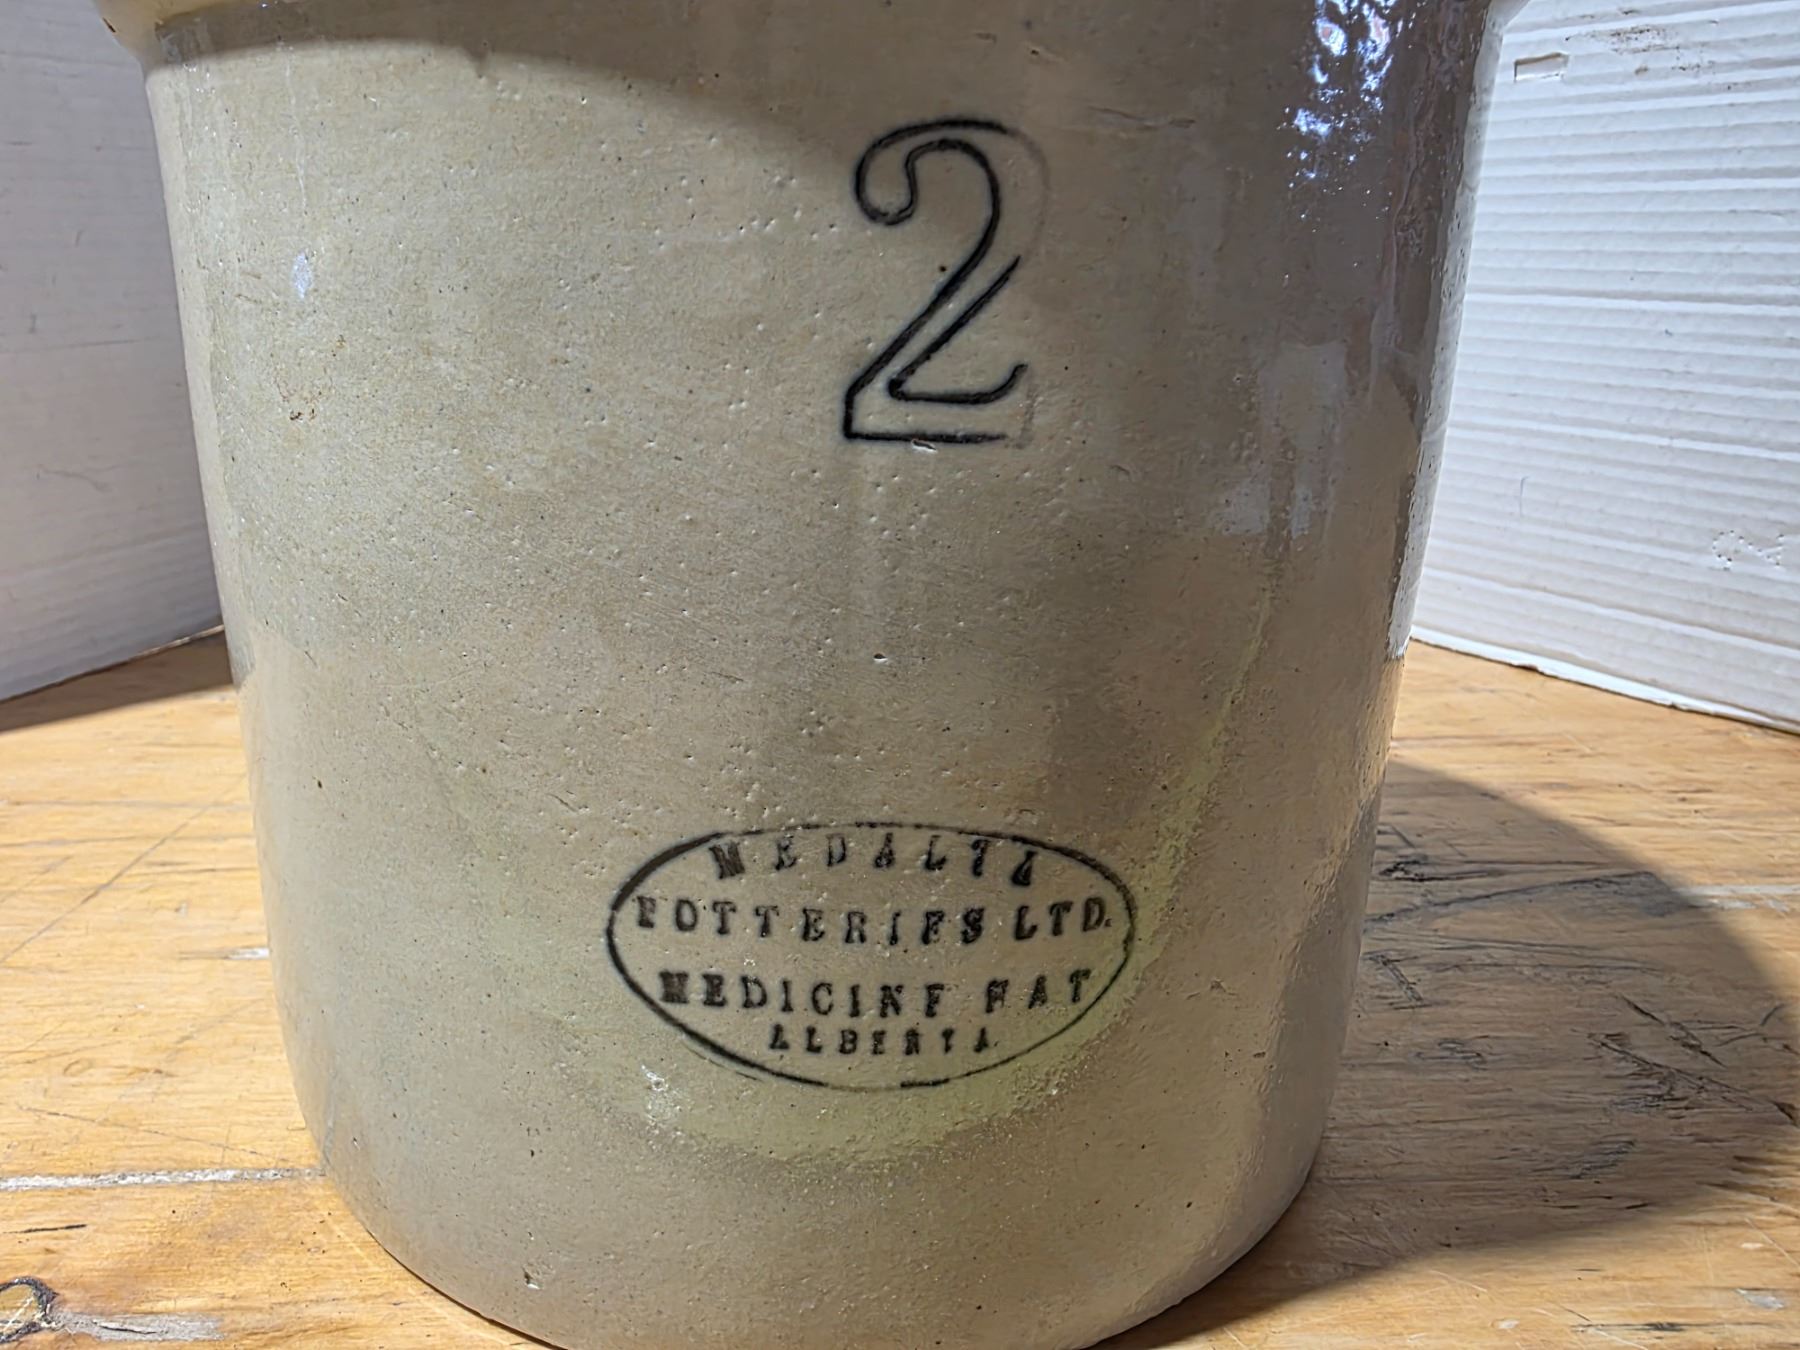 2
MEDALTA
POTTERIES LTD.
MEDICINE HAT
ALBERTA